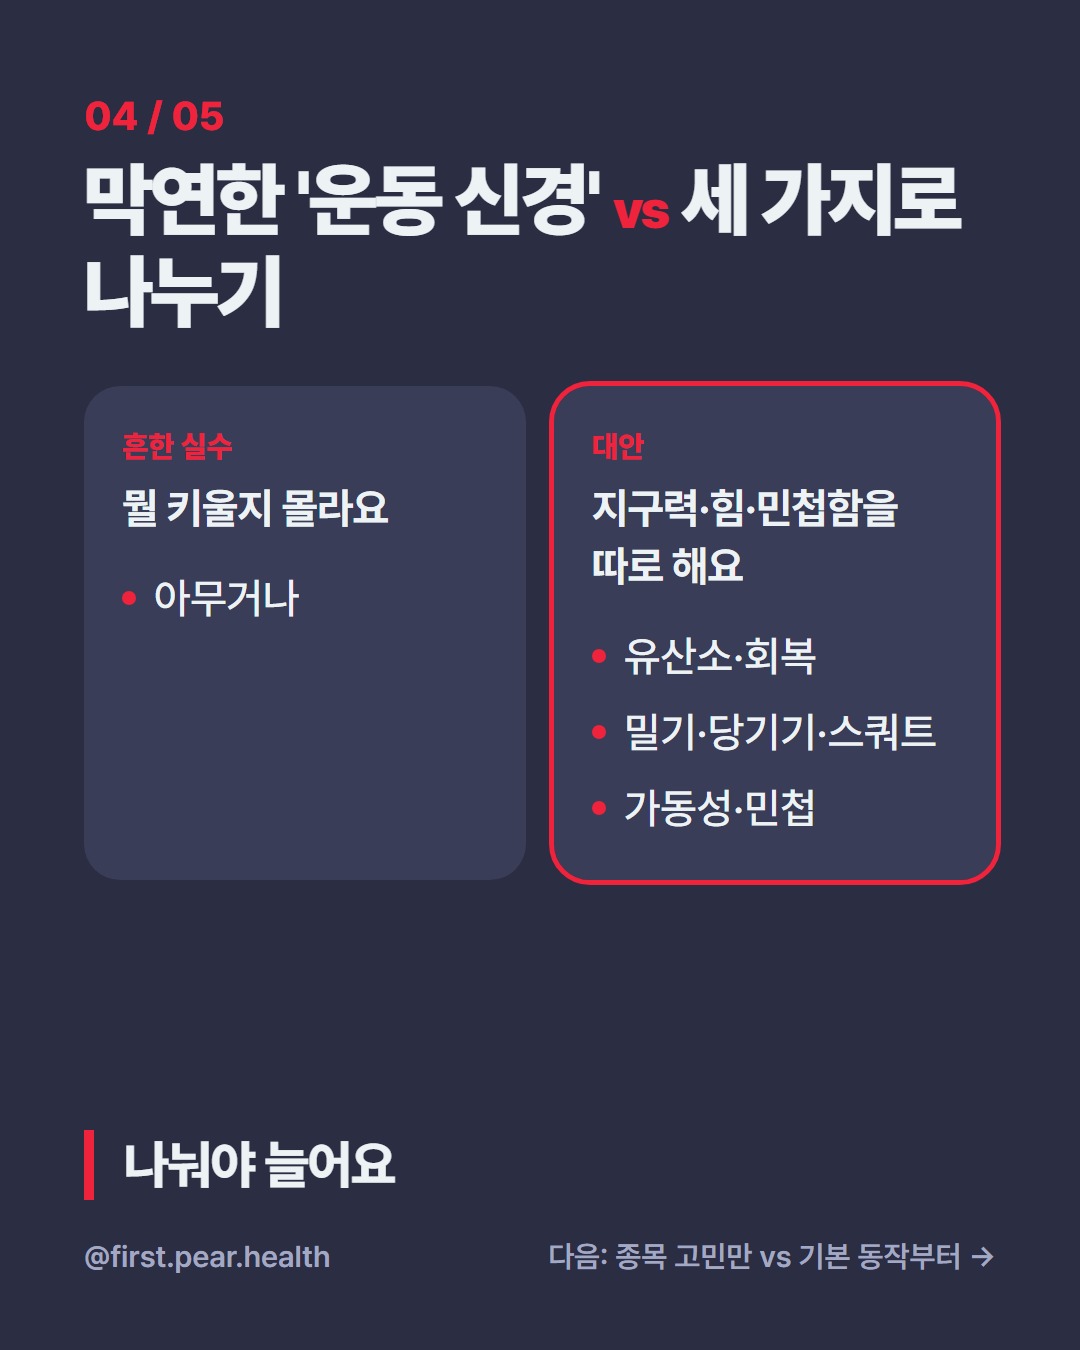 04 / 05
막연한 '운동 신경' vs 세 가지로
나누기
흔한 실수
뭘 키울지 몰라요
• 아무거나
대안
지구력·힘·민첩함을
따로 해요
• 유산소·회복
• 밀기·당기기·스쿼트
• 가동성·민첩
나눠야 늘어요
@first.pear.health
다음: 종목 고민만 vs 기본 동작부터 →